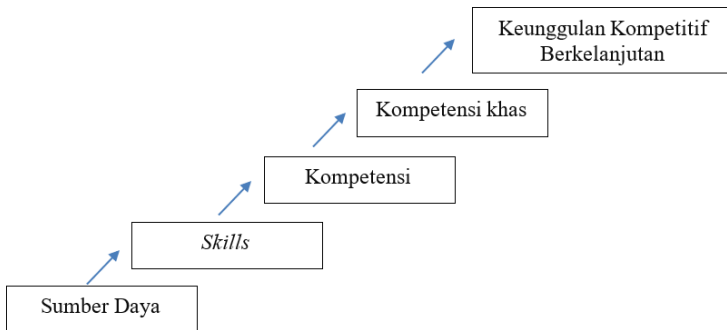 Keunggulan Kompetitif
Berkelanjutan
Kompetensi khas
Kompetensi
Skills
Sumber Daya